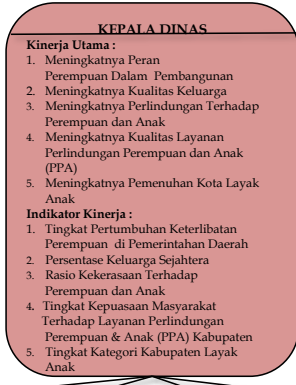 KEPALA DINAS
Kinerja Utama :
1. Meningkatnya Peran
Perempuan Dalam Pembangunan
2. Meningkatnya Kualitas Keluarga
3. Meningkatnya Perlindungan Terhadap
Perempuan dan Anak
4. Meningkatnya Kualitas Layanan
Perlindungan Perempuan dan Anak
(PPA)
5. Meningkatnya Pemenuhan Kota Layak
Anak
Indikator Kinerja :
1. Tingkat Pertumbuhan Keterlibatan
Perempuan di Pemerintahan Daerah
2. Persentase Keluarga Sejahtera
3. Rasio Kekerasaan Terhadap
Perempuan dan Anak
4. Tingkat Kepuasaan Masyarakat
Terhadap Layanan Perlindungan
Perempuan & Anak (PPA) Kabupaten
5. Tingkat Kategori Kabupaten Layak
Anak